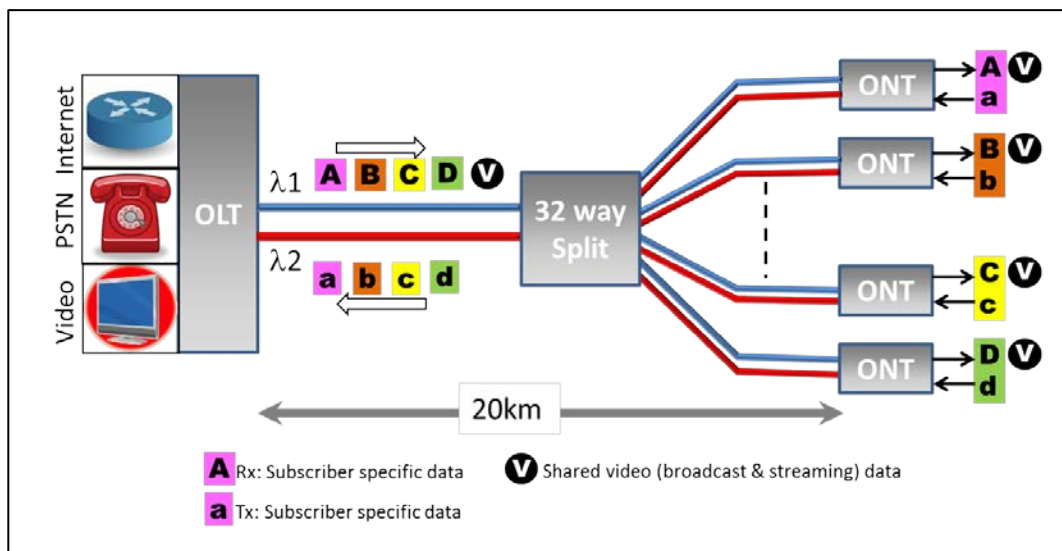 Internet
PSTN
Video
OLT
λ1
A B C D V
λ2
a b c d
32 way
Split
ONT
A V
a
ONT
B V
b
ONT
C V
c
ONT
D V
d
20km
A Rx: Subscriber specific data
V Shared video (broadcast & streaming) data
a Tx: Subscriber specific data